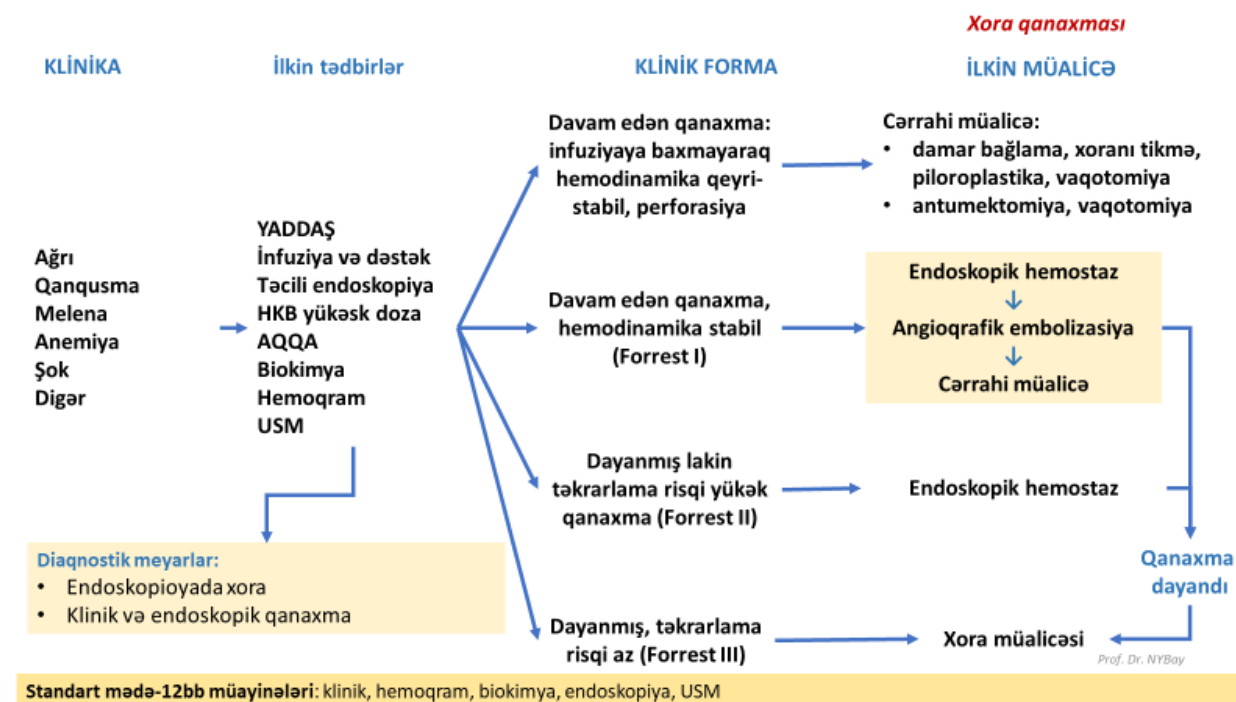 Xora qanaxması
KLİNİKA
İlkin tədbirlər
KLİNİK FORMA
İLKİN MÜALİCƏ
Ağrı
Qanqusma
Melena
Anemiya
Şok
Digər
YADDAŞ
İnfuziya və dəstək
Təcili endoskopiya
HKB yükəsk doza
AQQA
Biokimya
Hemoqram
USM
Diaqnostik meyarlar:
• Endoskopioyada xora
• Klinik və endoskopik qanaxma
Davam edən qanaxma:
infuziyaya baxmayaraq
hemodinamika qeyri-
stabil, perforasiya
Cərrahi müalicə:
• damar bağlama, xoranı tikmə,
piloroplastika, vaqotomiya
• antumektomiya, vaqotomiya
Davam edən qanaxma,
hemodinamika stabil
(Forrest I)
Endoskopik hemostaz
↓
Angioqrafik embolizasiya
↓
Cərrahi müalicə
Dayanmış lakin
təkrarlama risqi yükək
qanaxma (Forrest II)
Endoskopik hemostaz
Qanaxma
dayandı
Dayanmış, təkrarlama
risqi az (Forrest III)
Xora müalicəsi
Prof. Dr. NYBay
Standart mədə-12bb müayinələri: klinik, hemoqram, biokimya, endoskopiya, USM